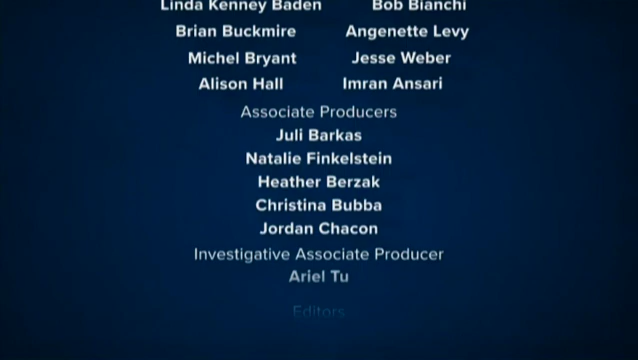 Linda Kenney Baden Bob Bianchi
Brian Buckmire Angenette Levy
Michel Bryant Jesse Weber
Alison Hall Imran Ansari
Associate Producers
Juli Barkas
Natalie Finkelstein
Heather Berzak
Christina Bubba
Jordan Chacon
Investigative Associate Producer
Ariel Tu
Editors